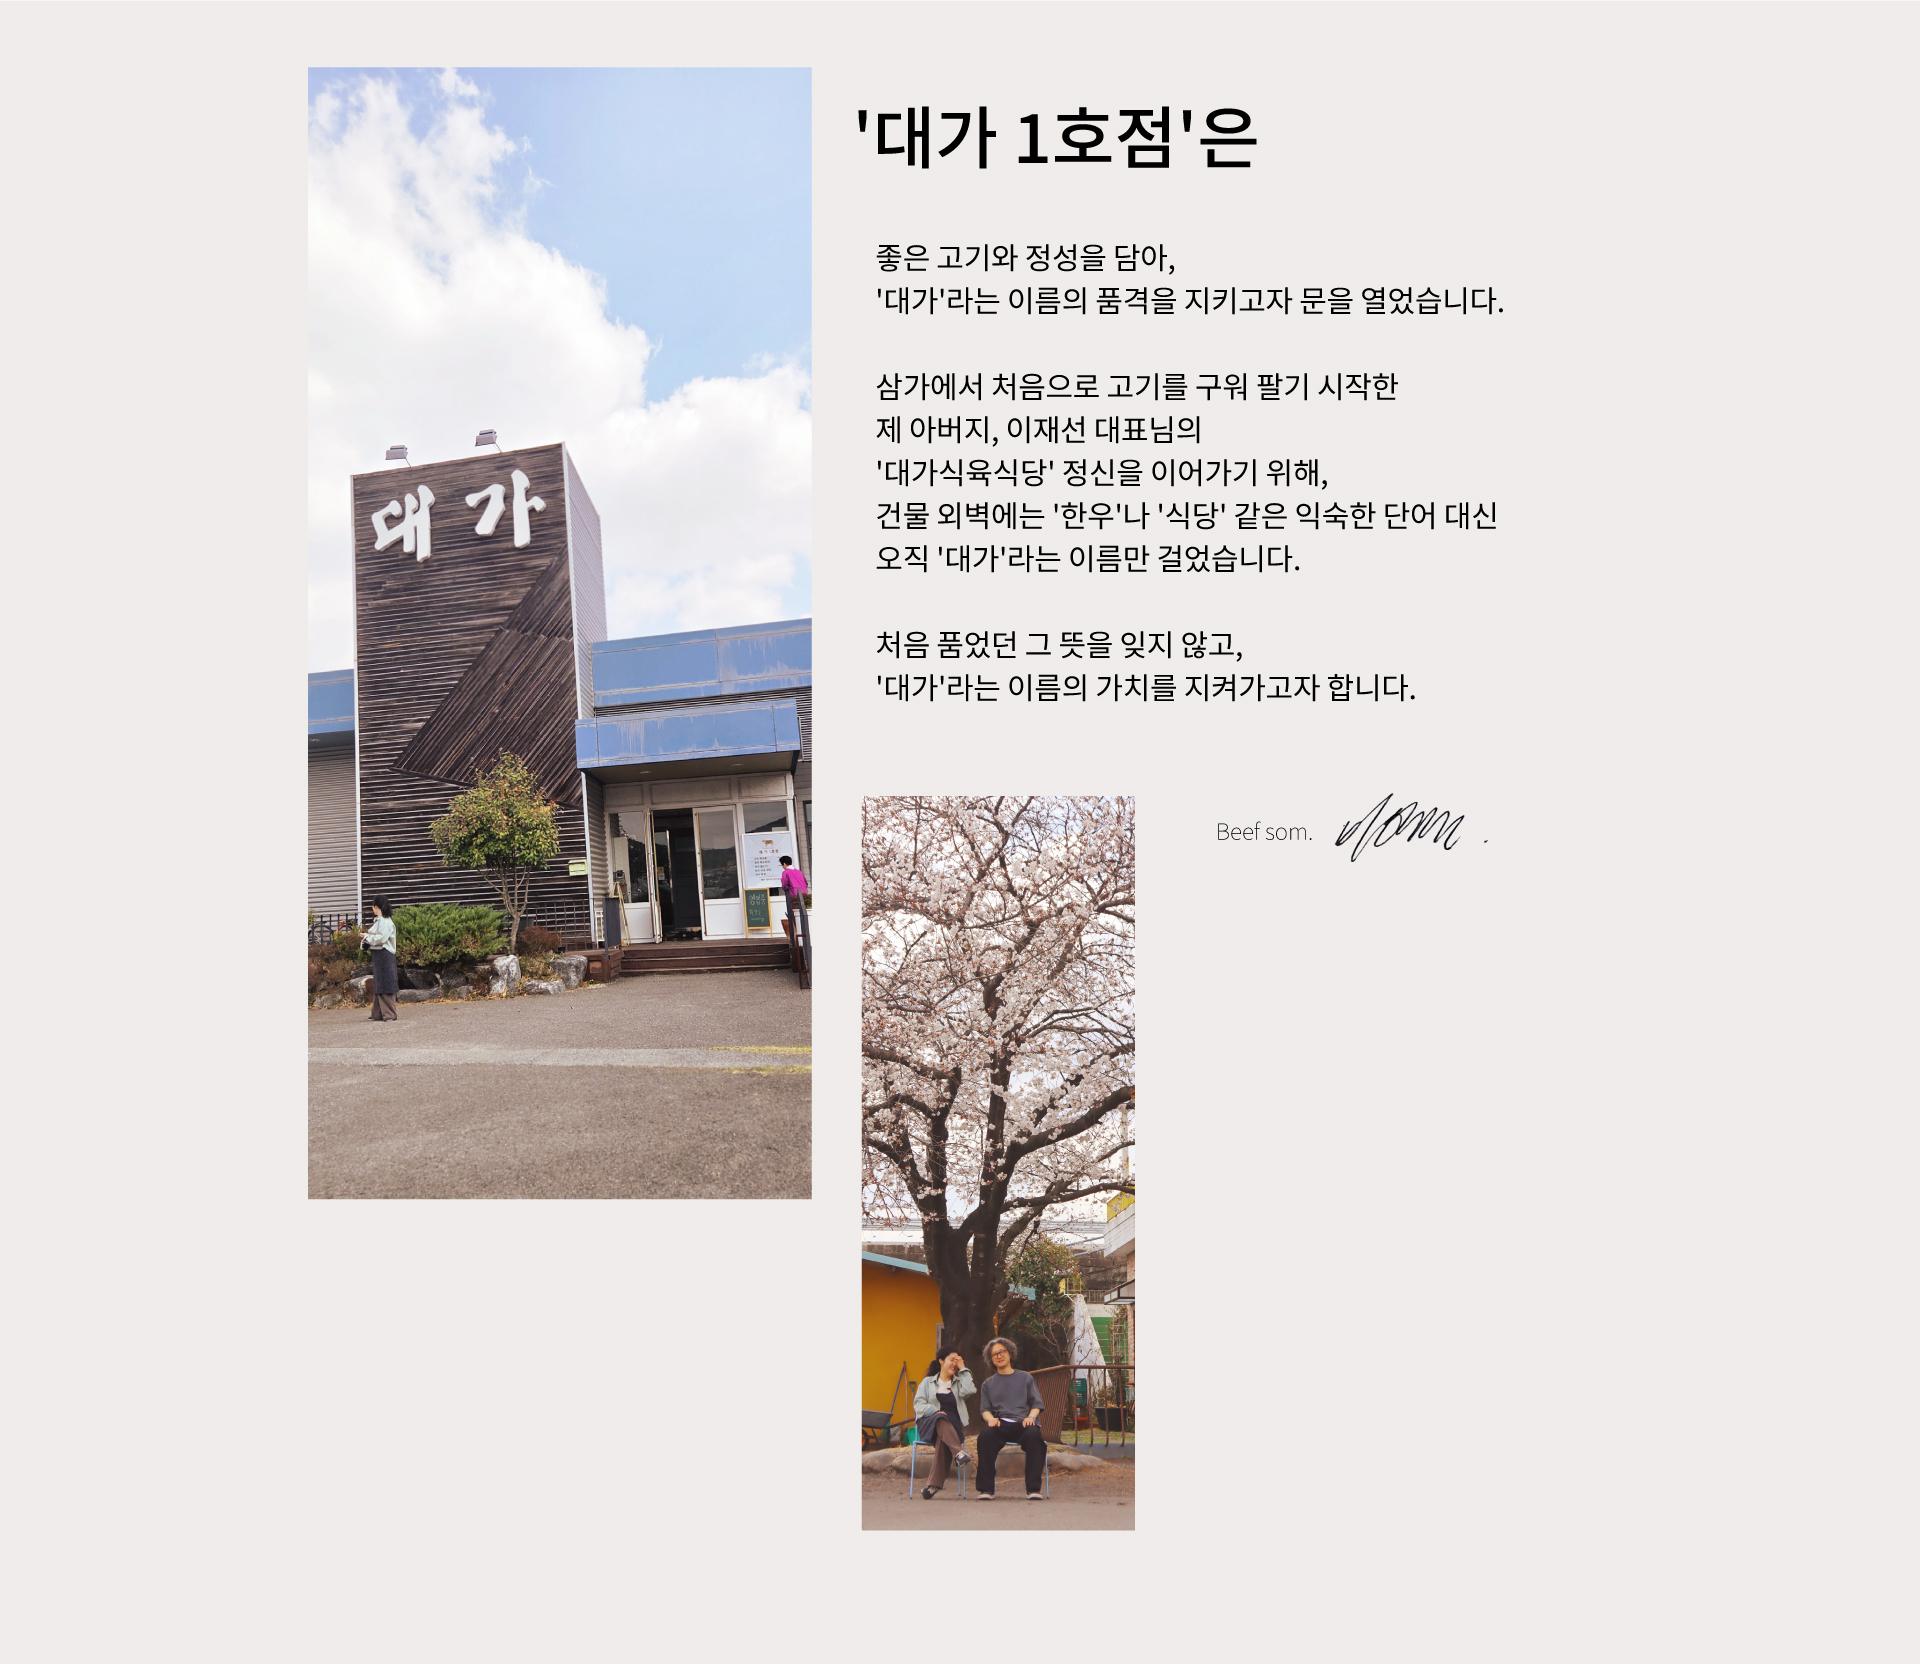 '대가 1호점'은
좋은 고기와 정성을 담아,
'대가'라는 이름의 품격을 지키고자 문을 열었습니다.
삼가에서 처음으로 고기를 구워 팔기 시작한
제 아버지, 이재선 대표님의
'대가식육식당' 정신을 이어가기 위해,
건물 외벽에는 '한우'나 '식당' 같은 익숙한 단어 대신
오직 '대가'라는 이름만 걸었습니다.
처음 품었던 그 뜻을 잊지 않고,
'대가'라는 이름의 가치를 지켜가고자 합니다.
대가
Beef som.